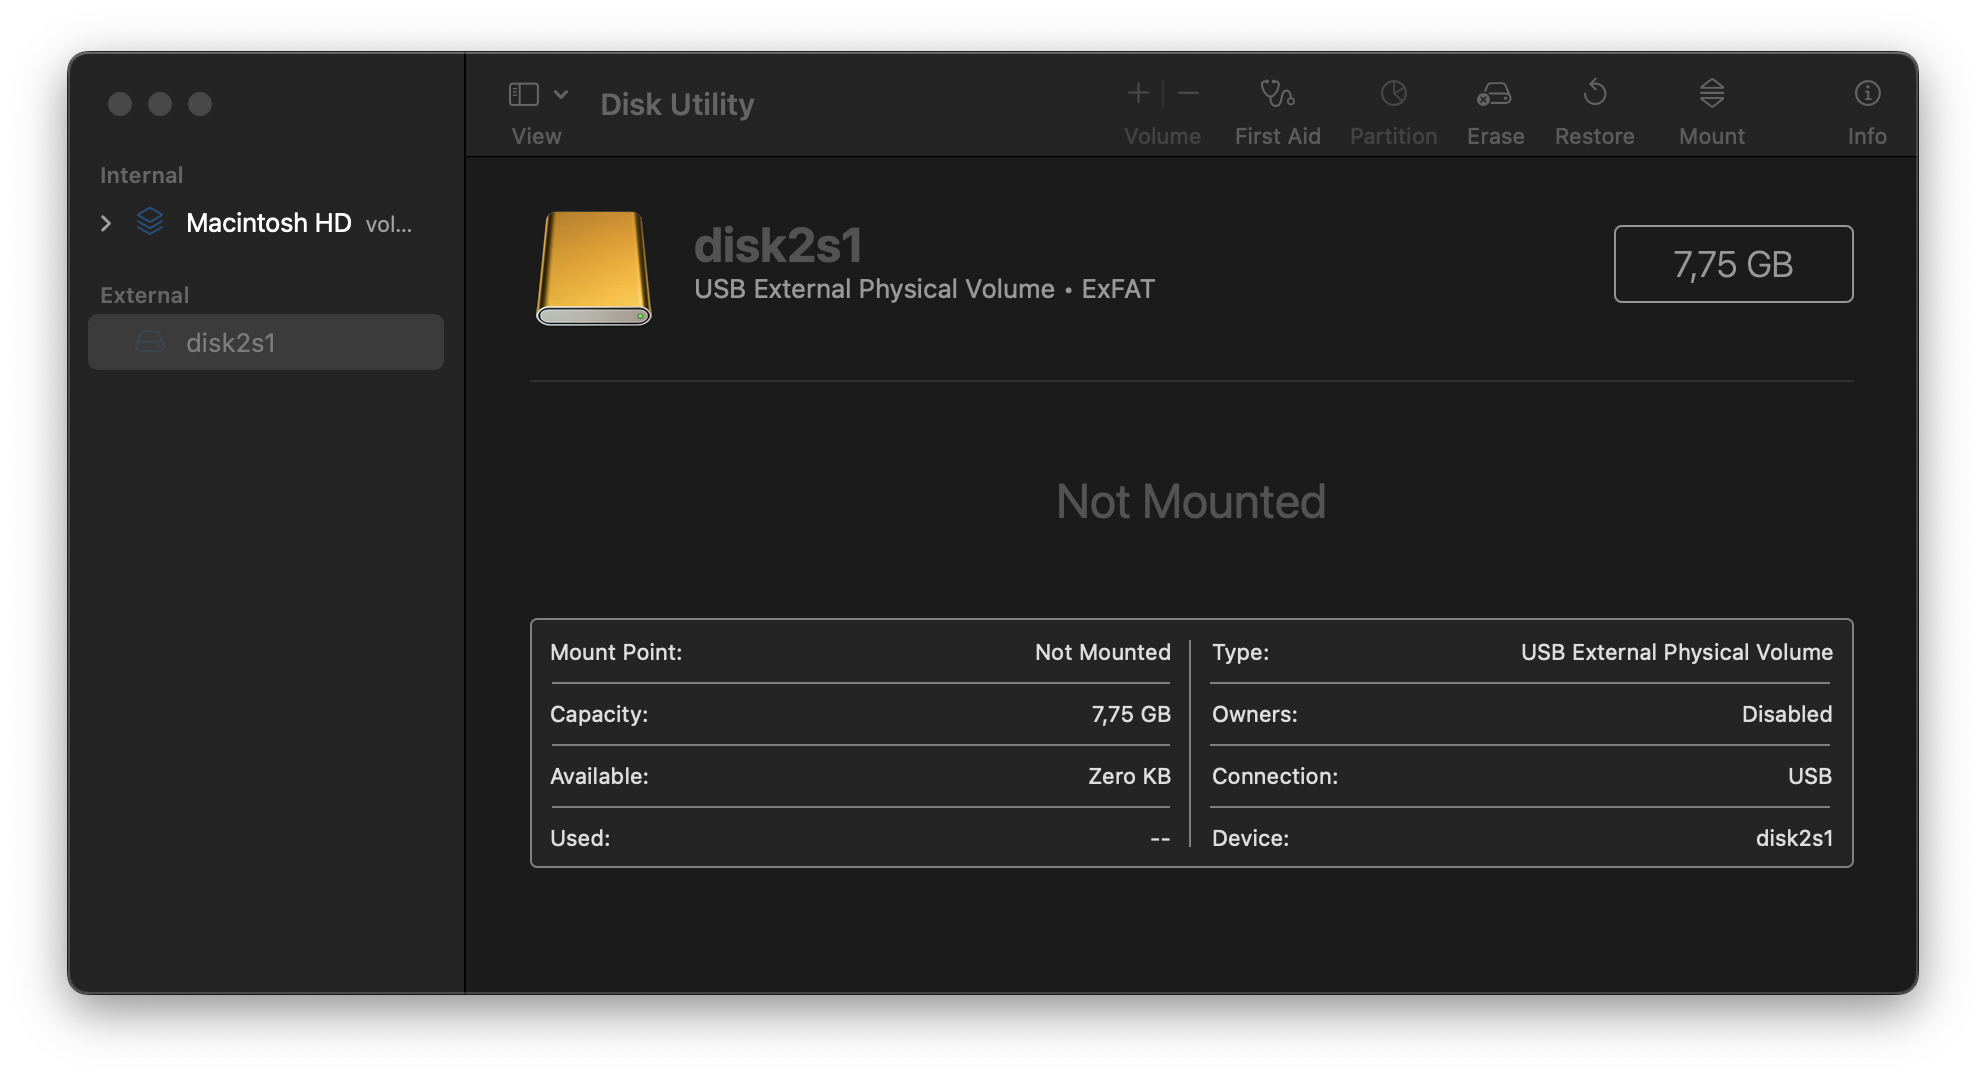 View
Disk Utility
Volume
First Aid
Partition
Erase
Restore
Mount
Info
Internal
Macintosh HD vol...
External
disk2s1
disk2s1
USB External Physical Volume • ExFAT
7,75 GB
Not Mounted
Mount Point: Not Mounted
Capacity: 7,75 GB
Available: Zero KB
Used: --
Type: USB External Physical Volume
Owners: Disabled
Connection: USB
Device: disk2s1